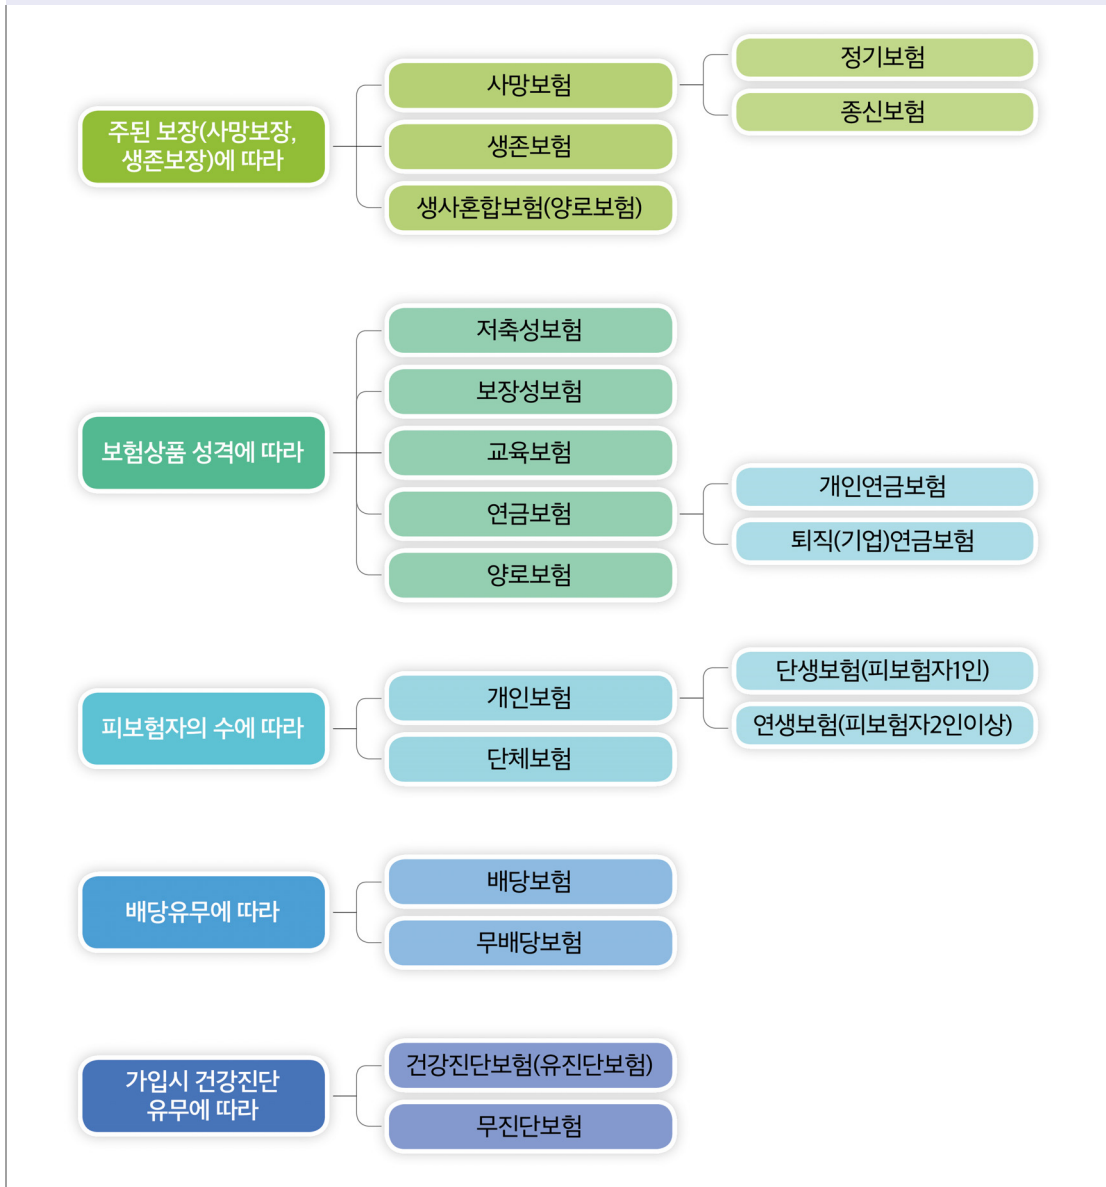 주된 보장(사망보장,
생존보장)에 따라
사망보험
정기보험
종신보험
생존보험
생사혼합보험(양로보험)
보험상품 성격에 따라
저축성보험
보장성보험
교육보험
연금보험
개인연금보험
퇴직(기업)연금보험
양로보험
피보험자의 수에 따라
개인보험
단생보험(피보험자1인)
연생보험(피보험자2인이상)
단체보험
배당유무에 따라
배당보험
무배당보험
가입시 건강진단
유무에 따라
건강진단보험(유진단보험)
무진단보험